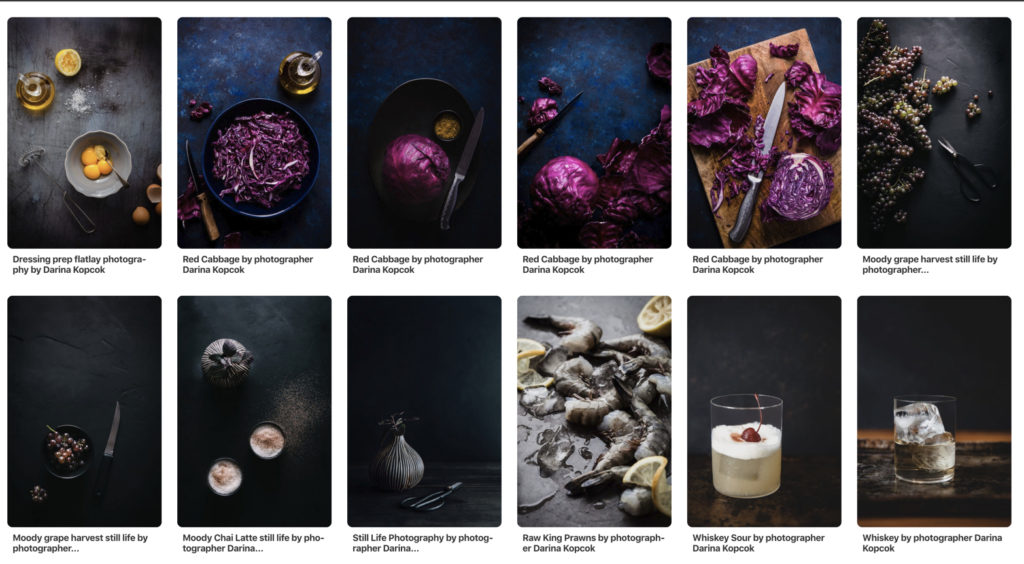 Dressing prep flatlay photogra-
phy by Darina Kopcok
Red Cabbage by photographer
Darina Kopcok
Red Cabbage by photographer
Darina Kopcok
Red Cabbage by photographer
Darina Kopcok
Red Cabbage by photographer
Darina Kopcok
Moody grape harvest still life by
photographer...
Moody grape harvest still life by
photographer...
Moody Chai Latte still life by pho-
tographer Darina...
Still Life Photography by photog-
rapher Darina...
Raw King Prawns by photograph-
er Darina Kopcok
Whiskey Sour by photographer
Darina Kopcok
Whiskey by photographer Darina
Kopcok